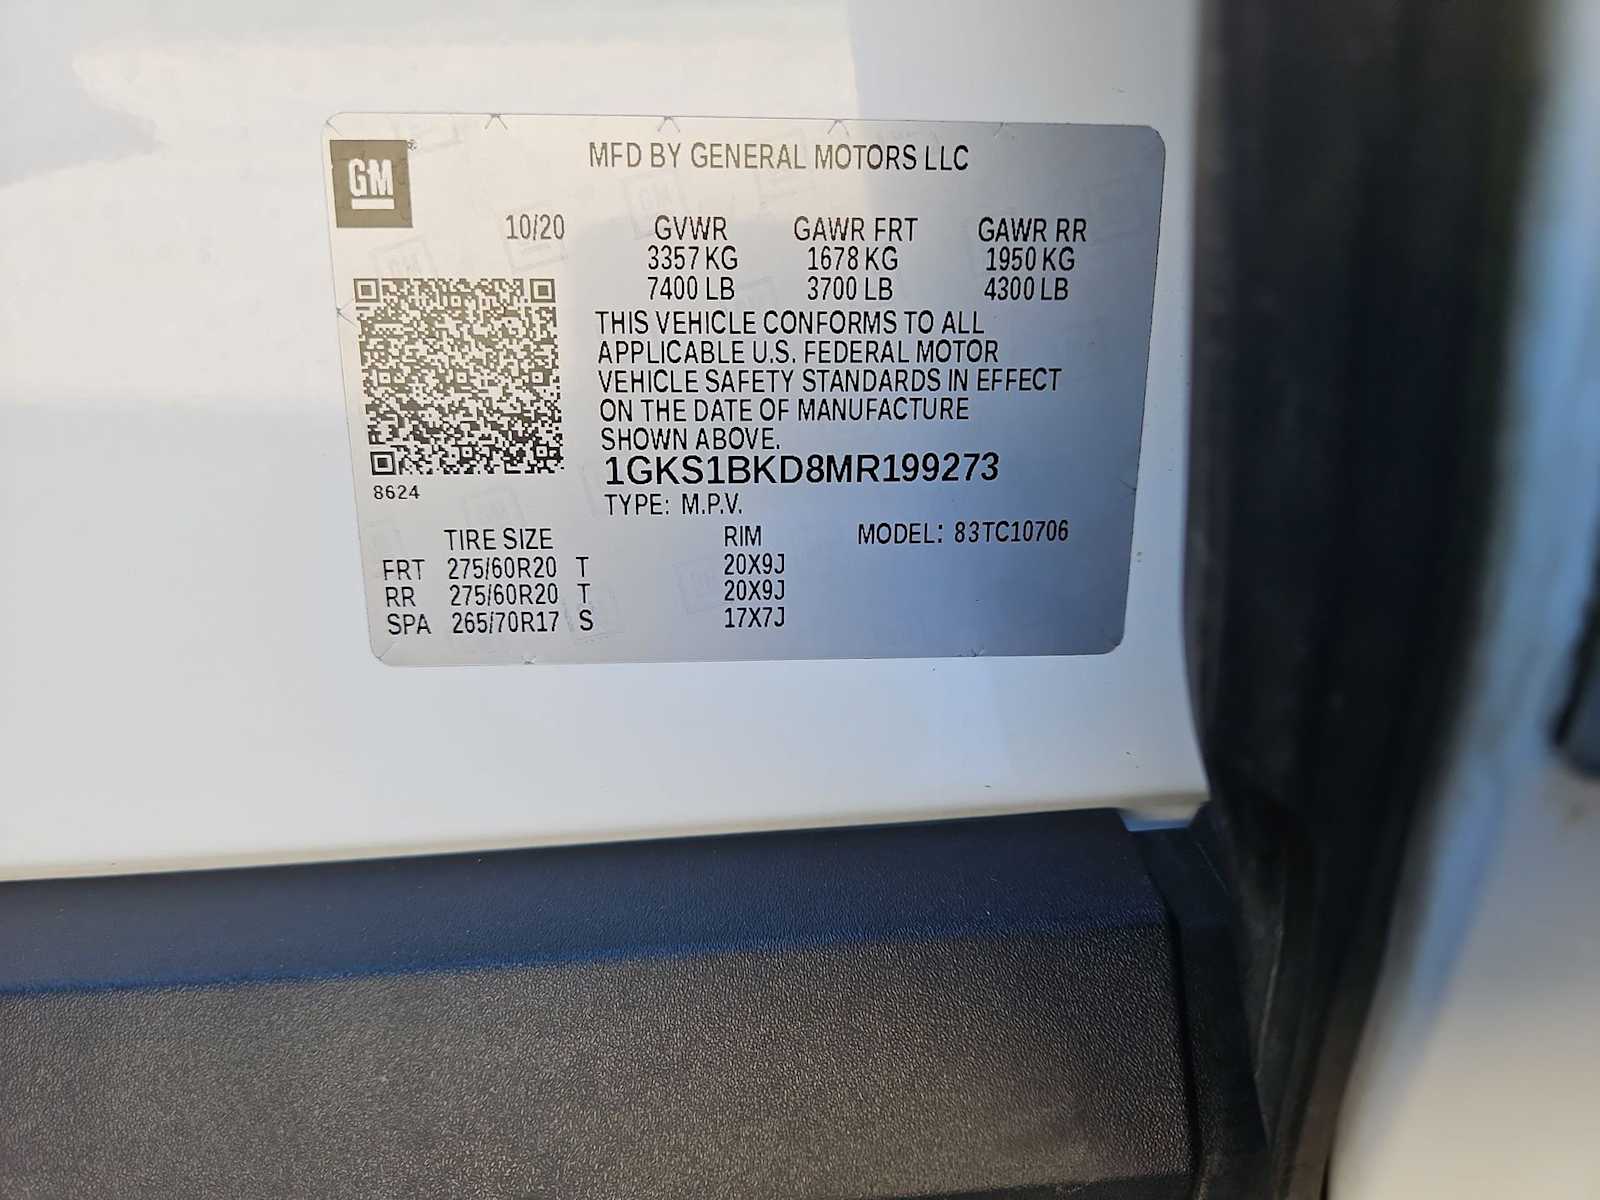 GM®
MFD BY GENERAL MOTORS LLC
10/20 GVWR GAWR FRT GAWR RR
3357 KG 1678 KG 1950 KG
7400 LB 3700 LB 4300 LB
THIS VEHICLE CONFORMS TO ALL
APPLICABLE U.S. FEDERAL MOTOR
VEHICLE SAFETY STANDARDS IN EFFECT
ON THE DATE OF MANUFACTURE
SHOWN ABOVE.
1GKS1BKD8MR199273
8624
TYPE: M.P.V.
TIRE SIZE RIM MODEL: 83TC10706
FRT 275/60R20 T 20X9J
RR 275/60R20 T 20X9J
SPA 265/70R17 S 17X7J